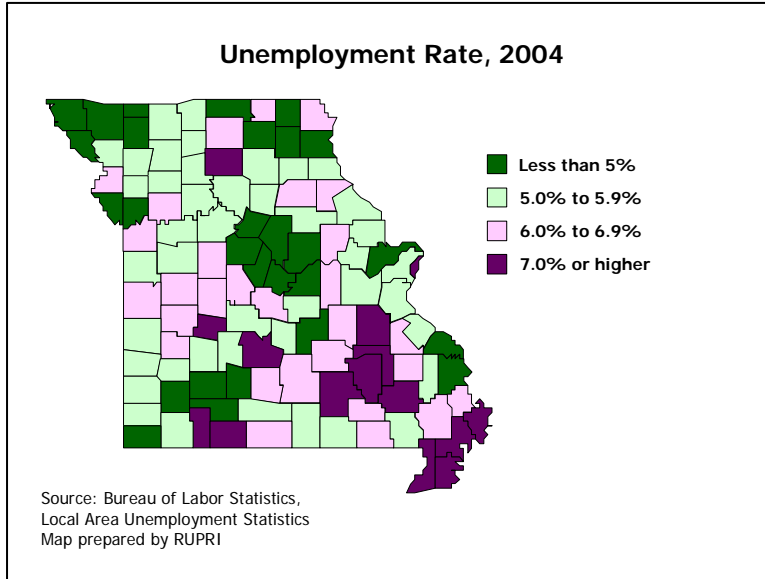 Unemployment Rate, 2004
Less than 5%
5.0% to 5.9%
6.0% to 6.9%
7.0% or higher
Source: Bureau of Labor Statistics,
Local Area Unemployment Statistics
Map prepared by RUPRI